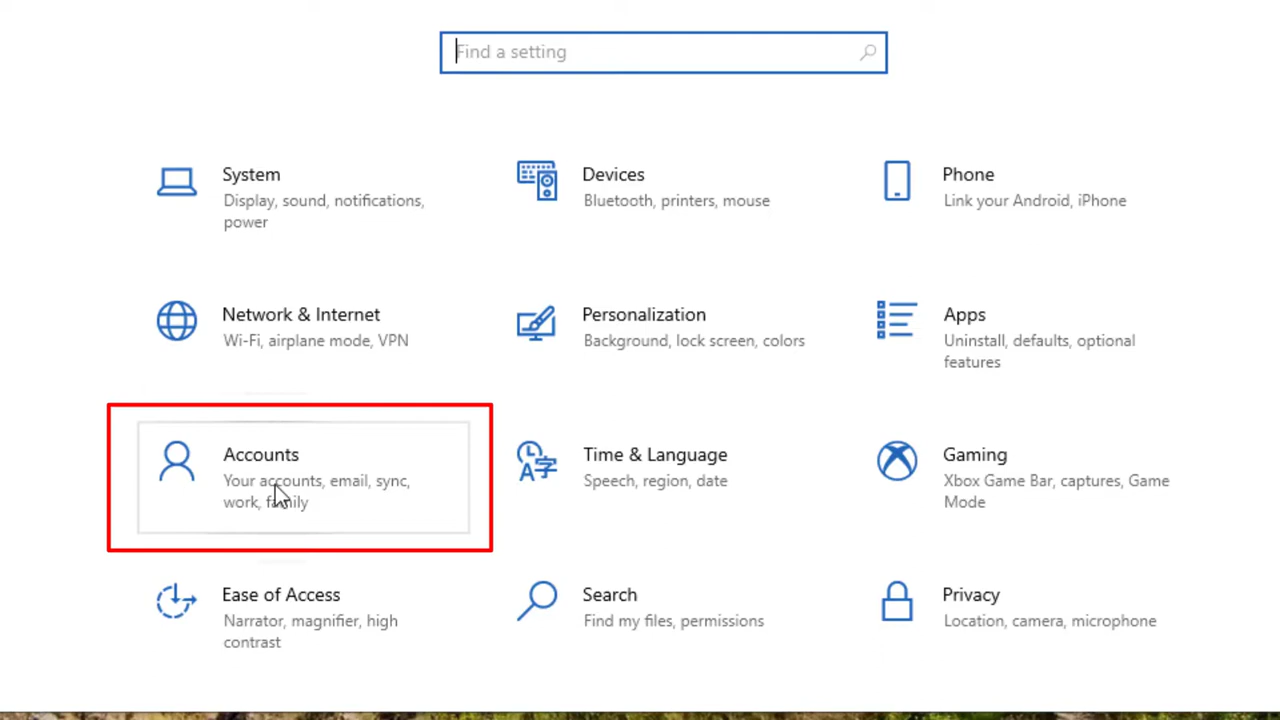 Find a setting
System
Display, sound, notifications,
power
Devices
Bluetooth, printers, mouse
Phone
Link your Android, iPhone
Network & Internet
Wi-Fi, airplane mode, VPN
Personalization
Background, lock screen, colors
Apps
Uninstall, defaults, optional
features
Accounts
Your accounts, email, sync,
work, family
Time & Language
Speech, region, date
Gaming
Xbox Game Bar, captures, Game
Mode
Ease of Access
Narrator, magnifier, high
contrast
Search
Find my files, permissions
Privacy
Location, camera, microphone